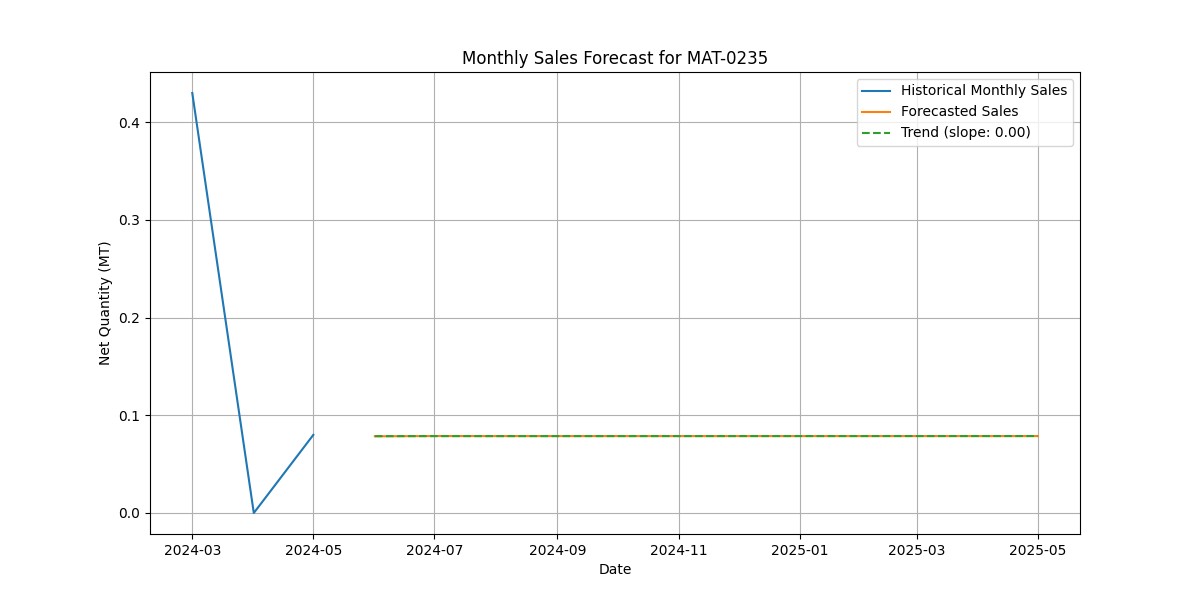 Monthly Sales Forecast for MAT-0235
Historical Monthly Sales
Forecasted Sales
Trend (slope: 0.00)
Net Quantity (MT)
0.4
0.3
0.2
0.1
0.0
2024-03 2024-05 2024-07 2024-09 2024-11 2025-01 2025-03 2025-05
Date